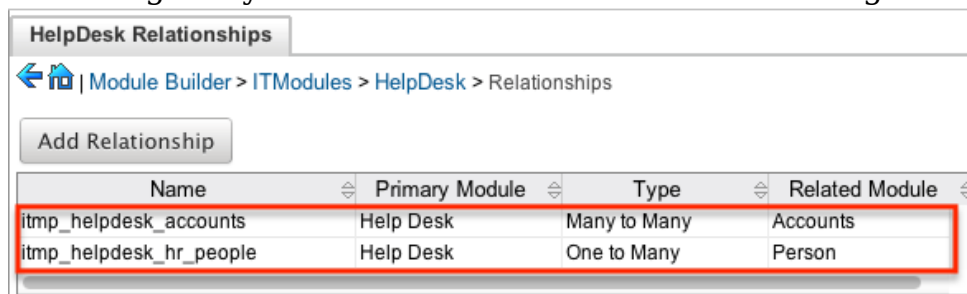 HelpDesk Relationships
| Module Builder > ITModules > HelpDesk > Relationships
Add Relationship
Name Primary Module Type Related Module
itmp_helpdesk_accounts Help Desk Many to Many Accounts
itmp_helpdesk_hr_people Help Desk One to Many Person